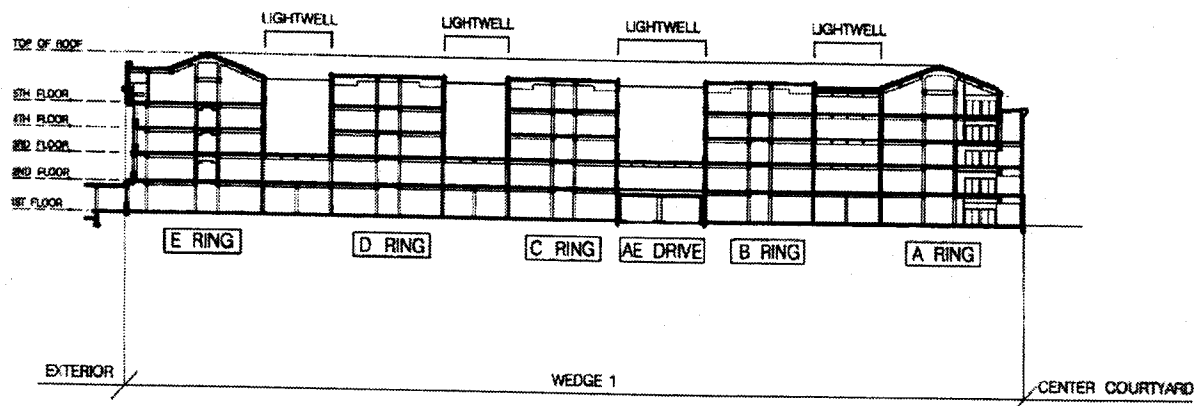 LIGHTWELL LIGHTWELL LIGHTWELL LIGHTWELL
TOP OF ROOF
5TH FLOOR
4TH FLOOR
3RD FLOOR
2ND FLOOR
1ST FLOOR
E RING D RING C RING AE DRIVE B RING A RING
EXTERIOR WEDGE 1 CENTER COURTYARD